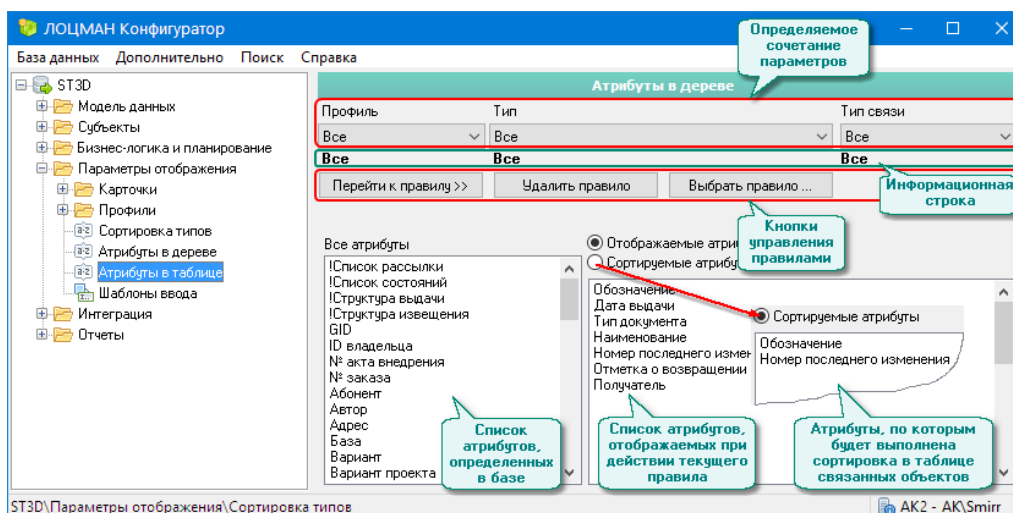 ЛОЦМАН Конфигуратор
База данных Дополнительно Поиск Справка
Определяемое
сочетание
параметров
ST3D
Модель данных
Субъекты
Бизнес-логика и планирование
Параметры отображения
Карточки
Профили
Сортировка типов
Атрибуты в дереве
Атрибуты в таблице
Шаблоны ввода
Интеграция
Отчеты
Атрибуты в дереве
Профиль Тип Тип связи
Все Все Все
Все Все Все
Перейти к правилу >> Удалить правило Выбрать правило ...
Информационная
строка
Кнопки
управления
правилами
Все атрибуты
!Список рассылки
!Список состояний
!Структура выдачи
!Структура извещения
GID
ID владельца
№ акта внедрения
№ заказа
Абонент
Автор
Адрес
База
Вариант
Вариант проекта
Список
атрибутов,
определенных
в базе
Отображаемые атри
Сортируемые атрибу
Обозначение
Дата выдачи
Тип документа
Наименование
Номер последнего измен
Отметка о возвращении
Получатель
Список атрибутов,
отображаемых при
действии текущего
правила
Сортируемые атрибуты
Обозначение
Номер последнего изменения
Атрибуты, по которым
будет выполнена
сортировка в таблице
связанных объектов
ST3D\Параметры отображения\Сортировка типов
AK2 - AK\Smirr